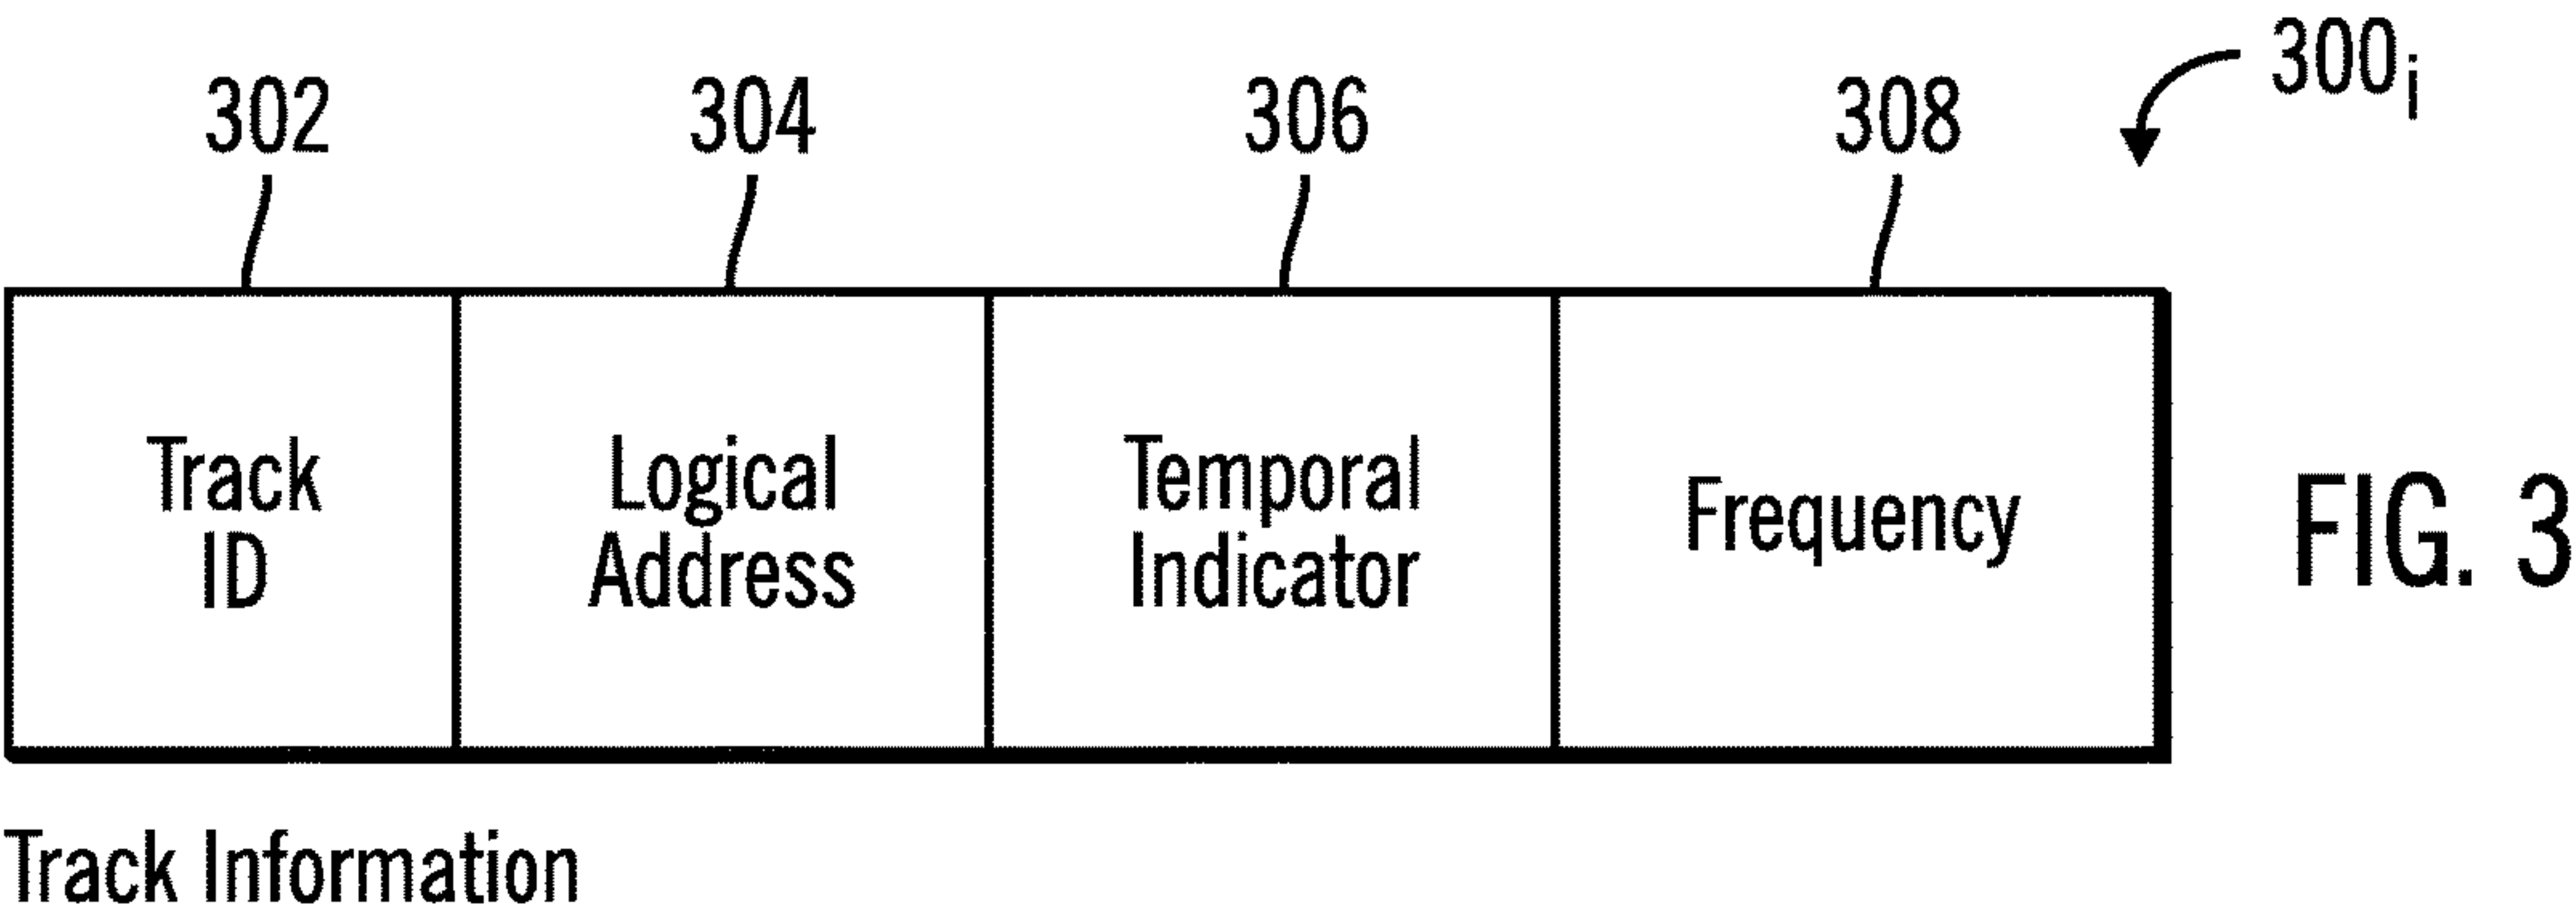 300i
302 304 306 308
Track ID
Logical Address
Temporal Indicator
Frequency
FIG. 3
Track Information